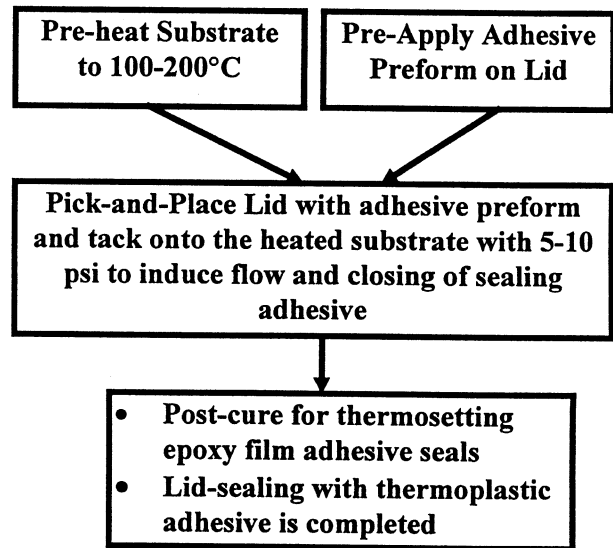 Pre-heat Substrate
to 100-200°C
Pre-Apply Adhesive
Preform on Lid
Pick-and-Place Lid with adhesive preform
and tack onto the heated substrate with 5-10
psi to induce flow and closing of sealing
adhesive
• Post-cure for thermosetting
epoxy film adhesive seals
• Lid-sealing with thermoplastic
adhesive is completed